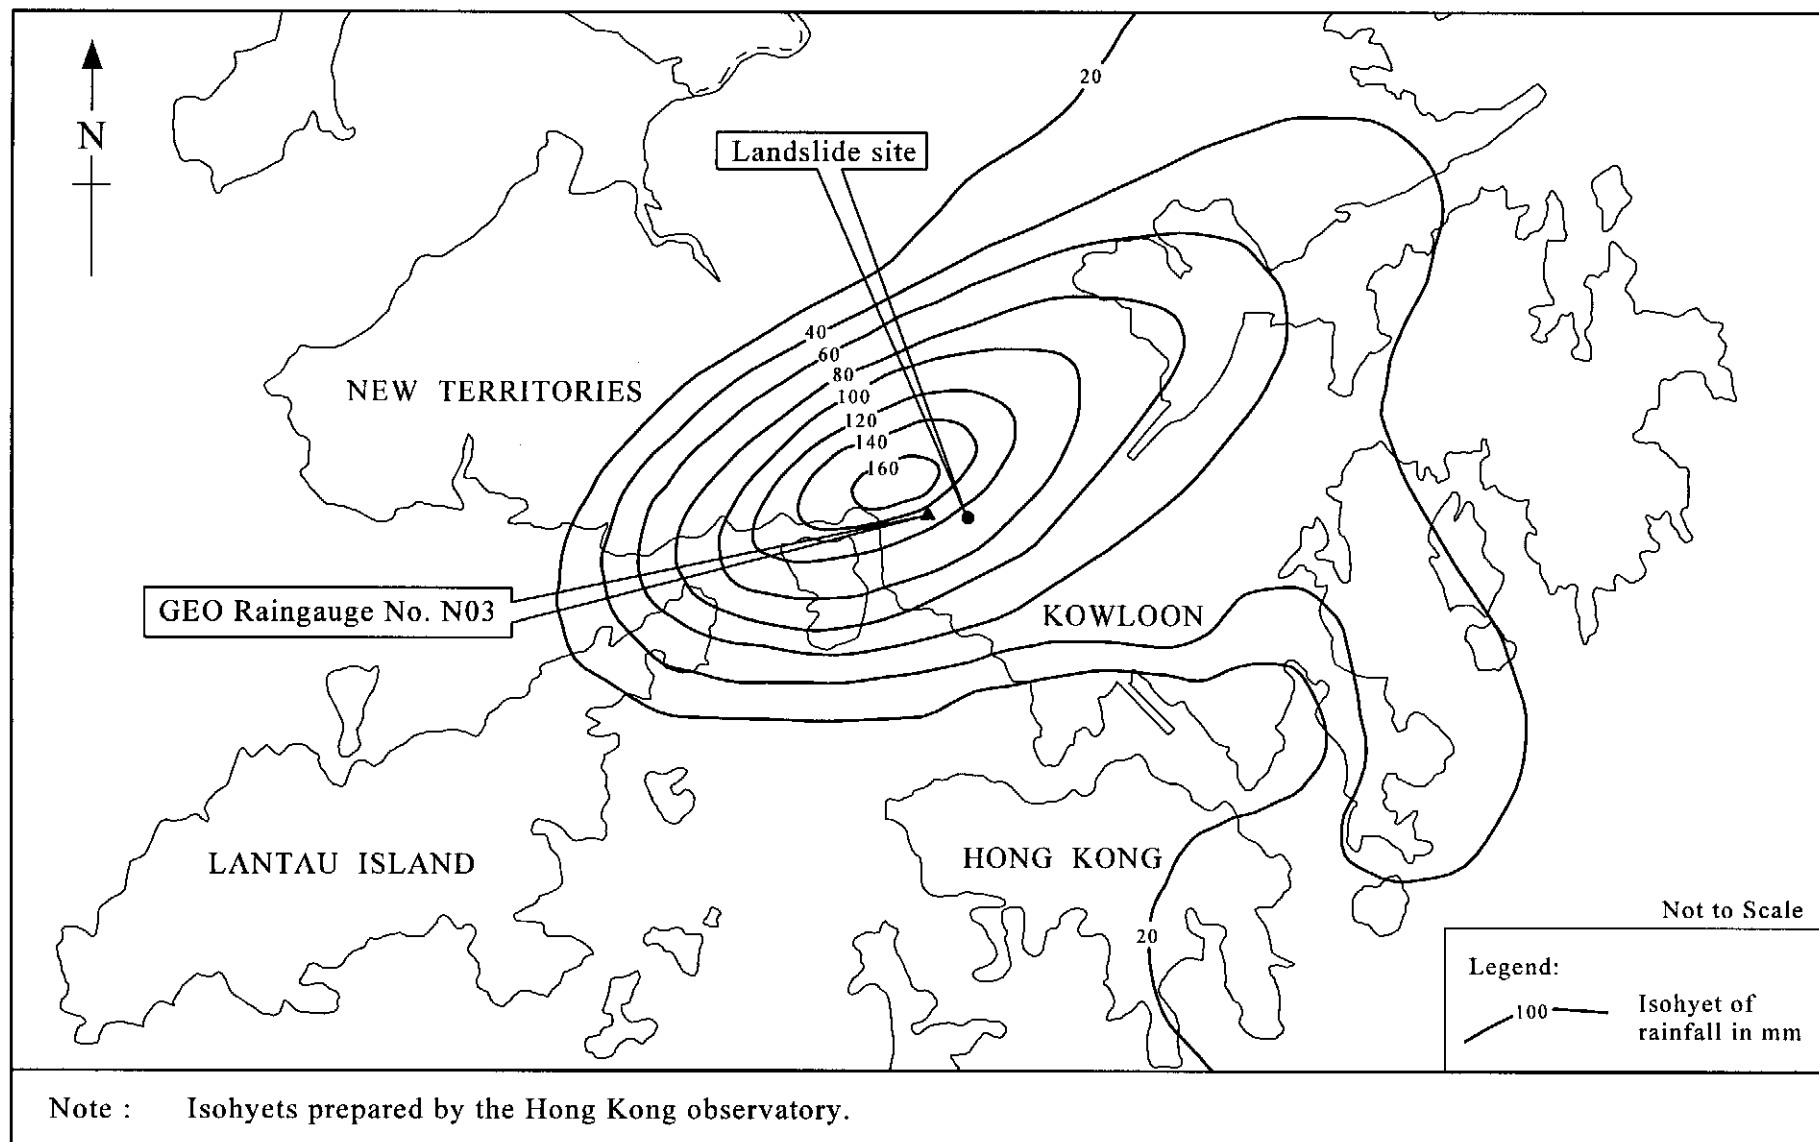 20
N
Landslide site
40
60
80
NEW TERRITORIES
100
120
140
160
GEO Raingauge No. N03
KOWLOON
LANTAU ISLAND
HONG KONG
20
Not to Scale
Legend:
100
Isohyet of
rainfall in mm
Note : Isohyets prepared by the Hong Kong observatory.